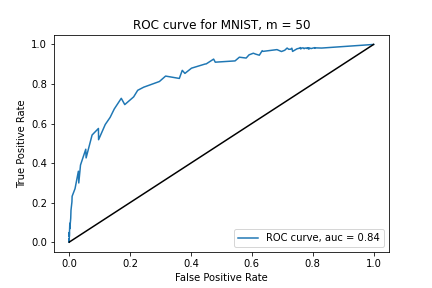 ROC curve for MNIST, m = 50
True Positive Rate
1.0
0.8
0.6
0.4
0.2
0.0
0.0 0.2 0.4 0.6 0.8 1.0
False Positive Rate
ROC curve, auc = 0.84